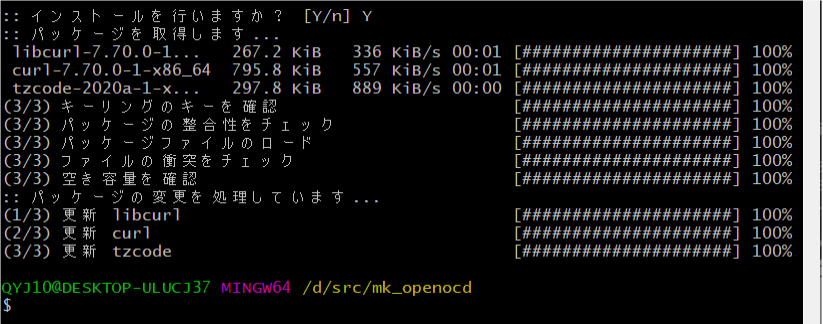 :: インストールを行いますか？ [Y/n] Y
:: パッケージを取得します...
libcurl-7.70.0-1... 267.2 KiB 336 KiB/s 00:01 [#####################] 100%
curl-7.70.0-1-x86_64 795.8 KiB 557 KiB/s 00:01 [#####################] 100%
tzcode-2020a-1-x... 297.8 KiB 889 KiB/s 00:00 [#####################] 100%
(3/3) キーリングのキーを確認 [#####################] 100%
(3/3) パッケージの整合性をチェック [#####################] 100%
(3/3) パッケージファイルのロード [#####################] 100%
(3/3) ファイルの衝突をチェック [#####################] 100%
(3/3) 空き容量を確認 [#####################] 100%
:: パッケージの変更を処理しています...
(1/3) 更新 libcurl [#####################] 100%
(2/3) 更新 curl [#####################] 100%
(3/3) 更新 tzcode [#####################] 100%
QYJ10@DESKTOP-ULUCJ37 MINGW64 /d/src/mk_openocd
$